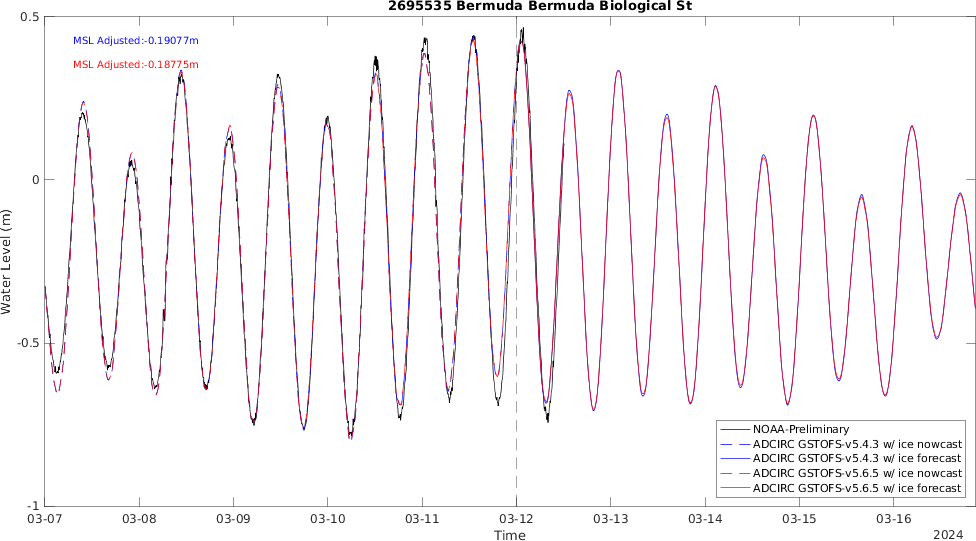 2695535 Bermuda Bermuda Biological St
MSL Adjusted:-0.19077m
MSL Adjusted:-0.18775m
0.5
0
-0.5
-1
Water Level (m)
NOAA-Preliminary
ADCIRC GSTOFS-v5.4.3 w/ ice nowcast
ADCIRC GSTOFS-v5.4.3 w/ ice forecast
ADCIRC GSTOFS-v5.6.5 w/ ice nowcast
ADCIRC GSTOFS-v5.6.5 w/ ice forecast
03-07 03-08 03-09 03-10 03-11 03-12 03-13 03-14 03-15 03-16
Time
2024